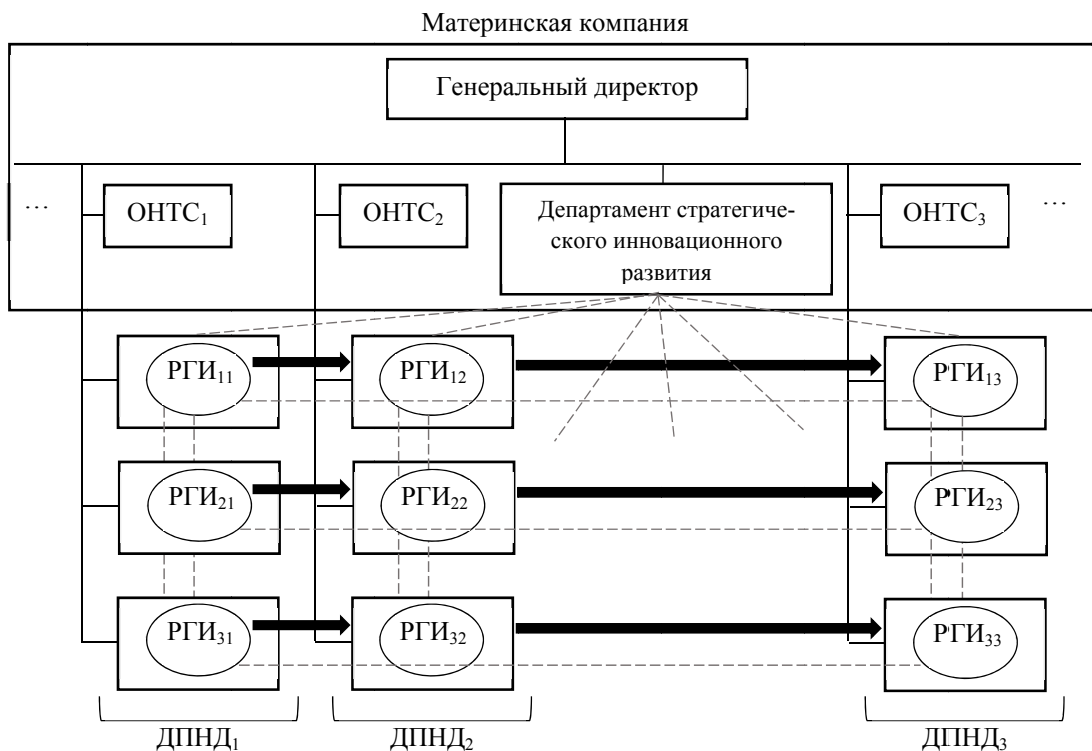 Материнская компания
Генеральный директор
...
ОНТС₁
ОНТС₂
Департамент стратегиче-
ского инновационного
развития
ОНТС₃
...
РГИ₁₁
РГИ₁₂
РГИ₁₃
РГИ₂₁
РГИ₂₂
РГИ₂₃
РГИ₃₁
РГИ₃₂
РГИ₃₃
ДПНД₁
ДПНД₂
ДПНД₃